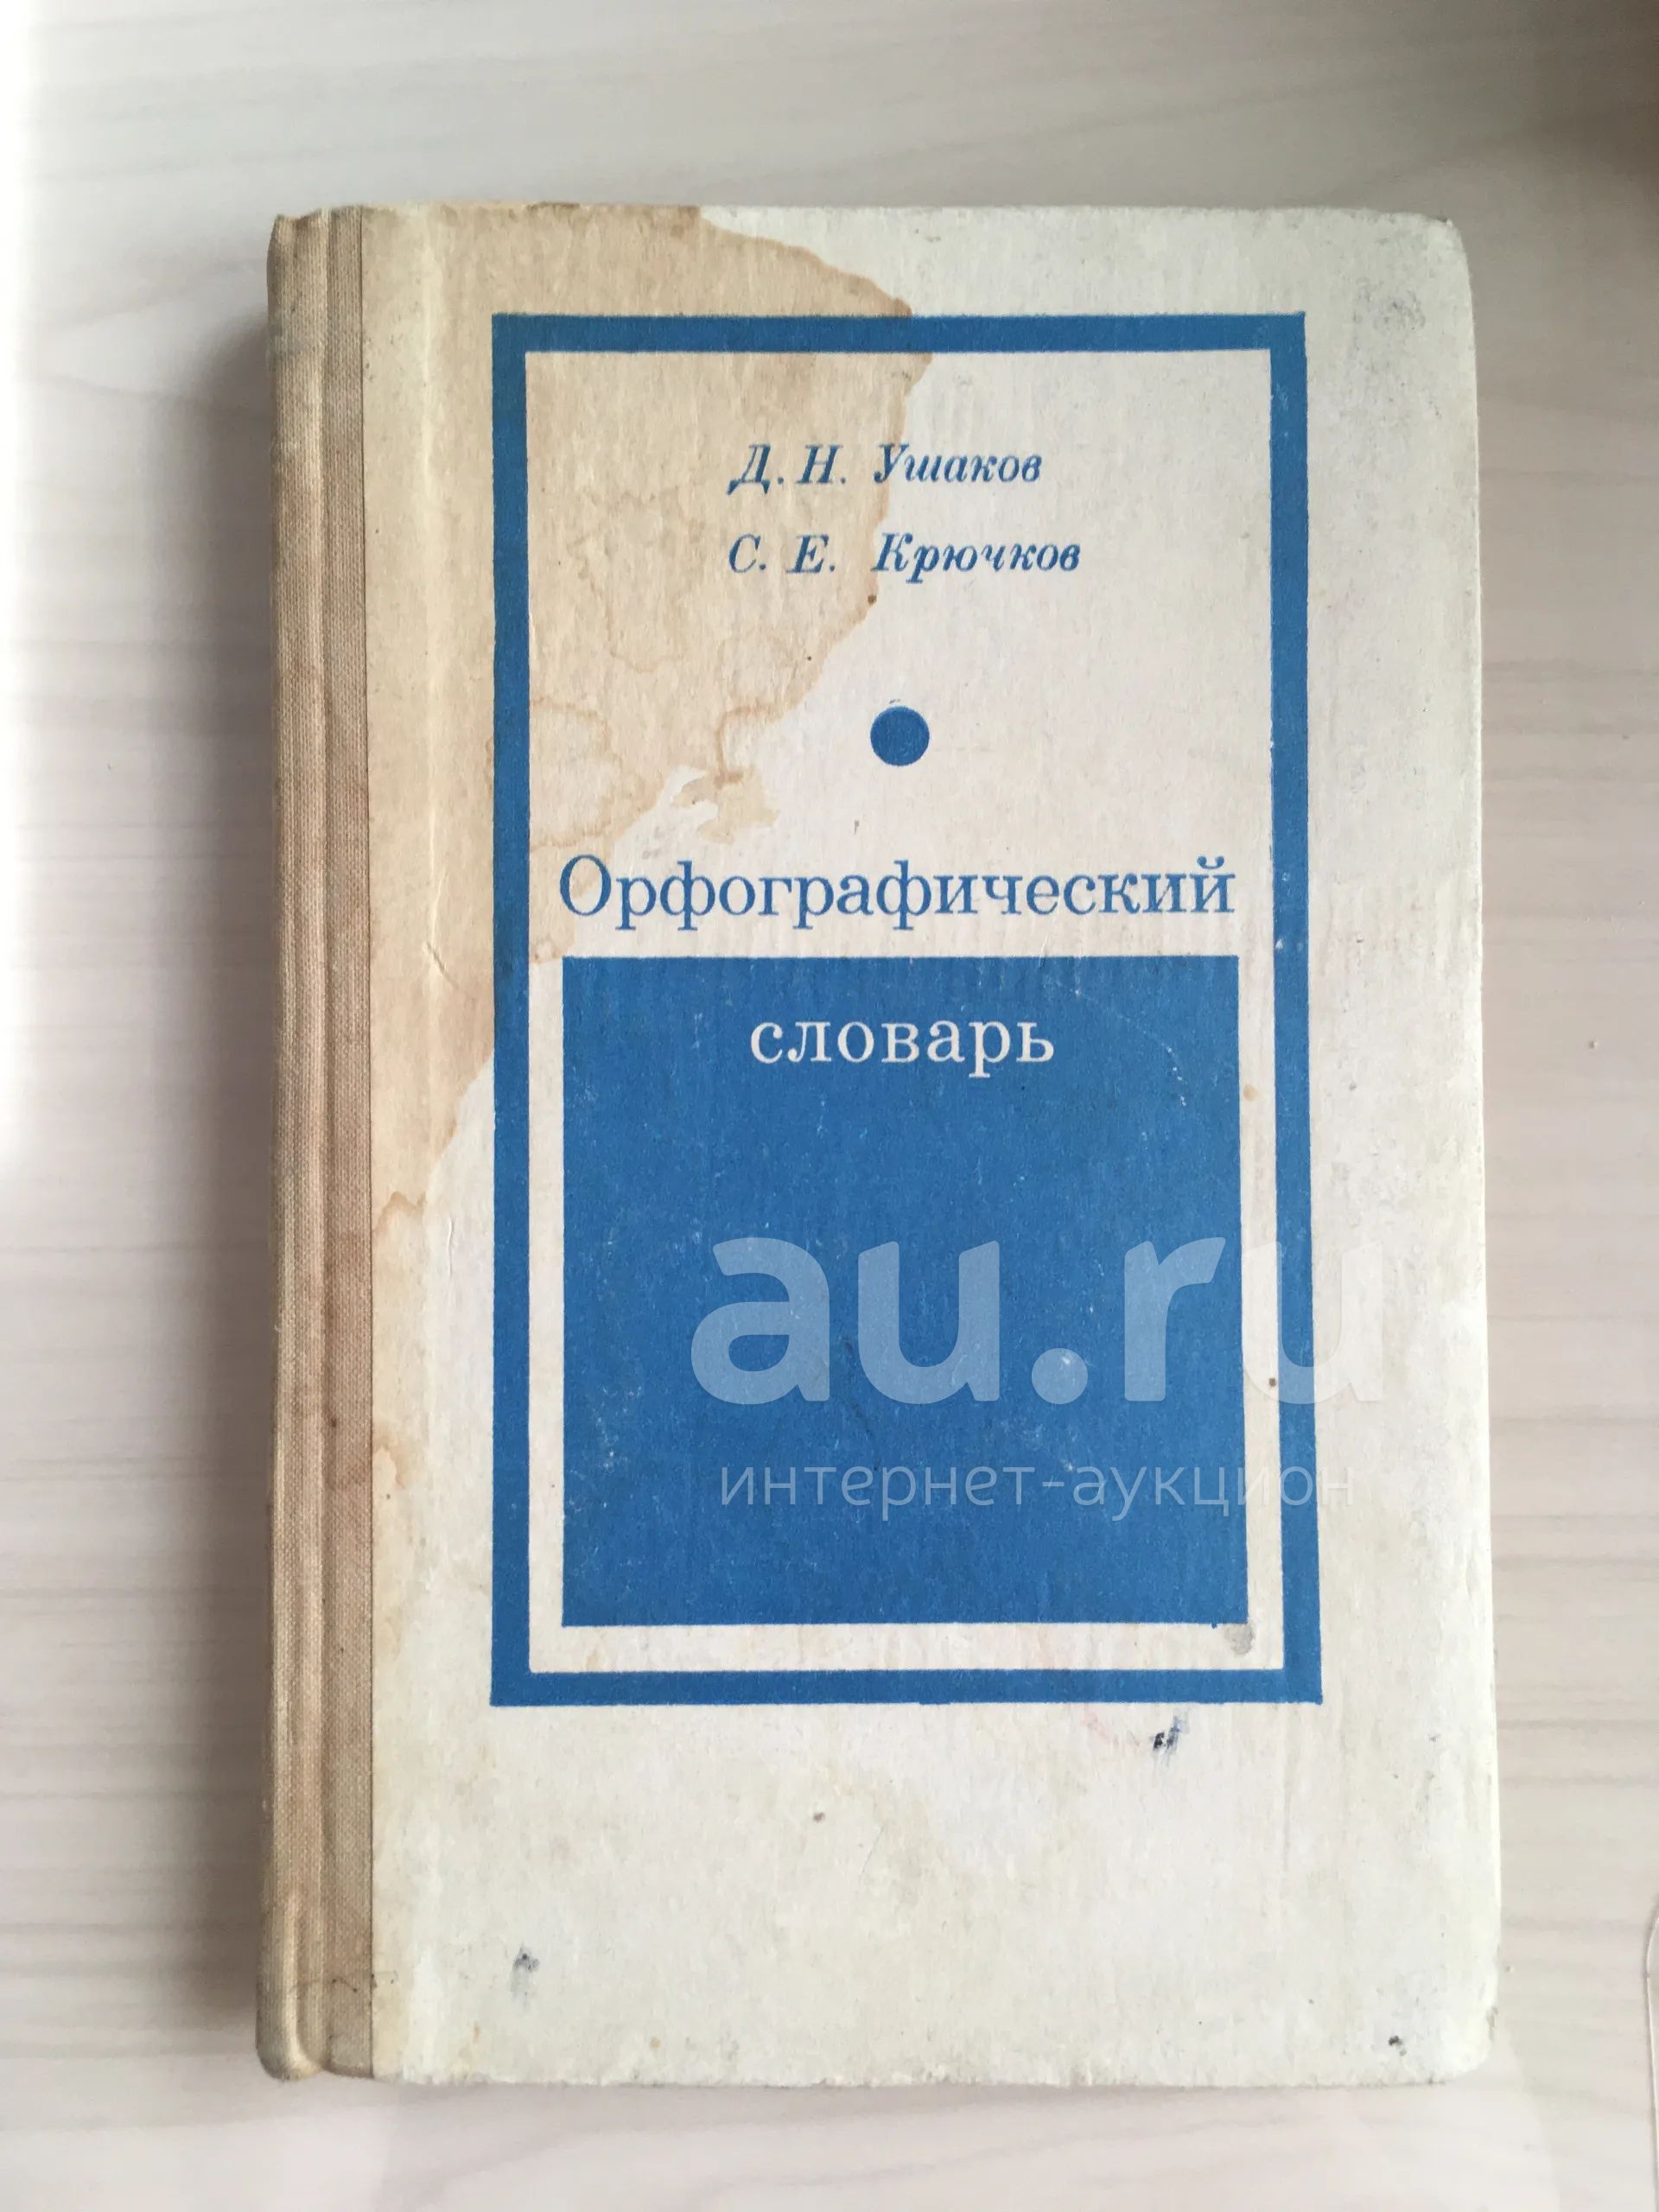 Д. Н. Ушаков
С. Е. Крючков
Орфографический
словарь
au.ru
интернет-аукцион